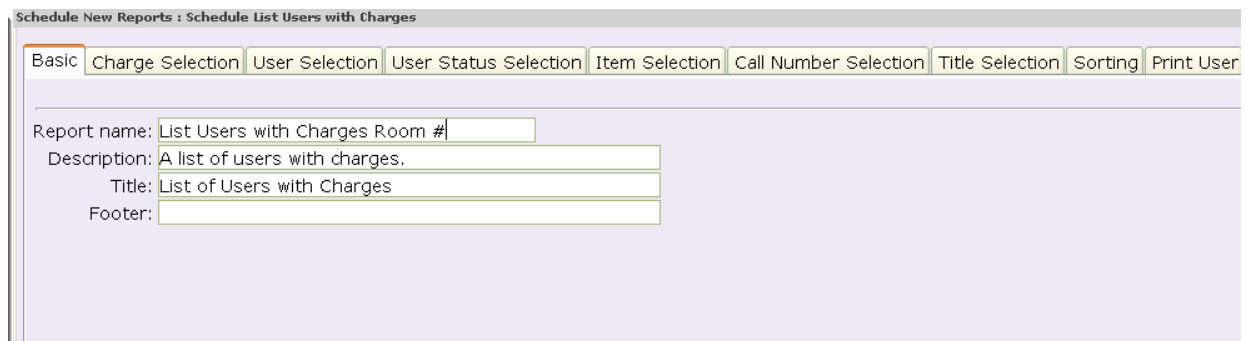 Schedule New Reports : Schedule List Users with Charges
Basic Charge Selection User Selection User Status Selection Item Selection Call Number Selection Title Selection Sorting Print User
Report name: List Users with Charges Room #
Description: A list of users with charges.
Title: List of Users with Charges
Footer: